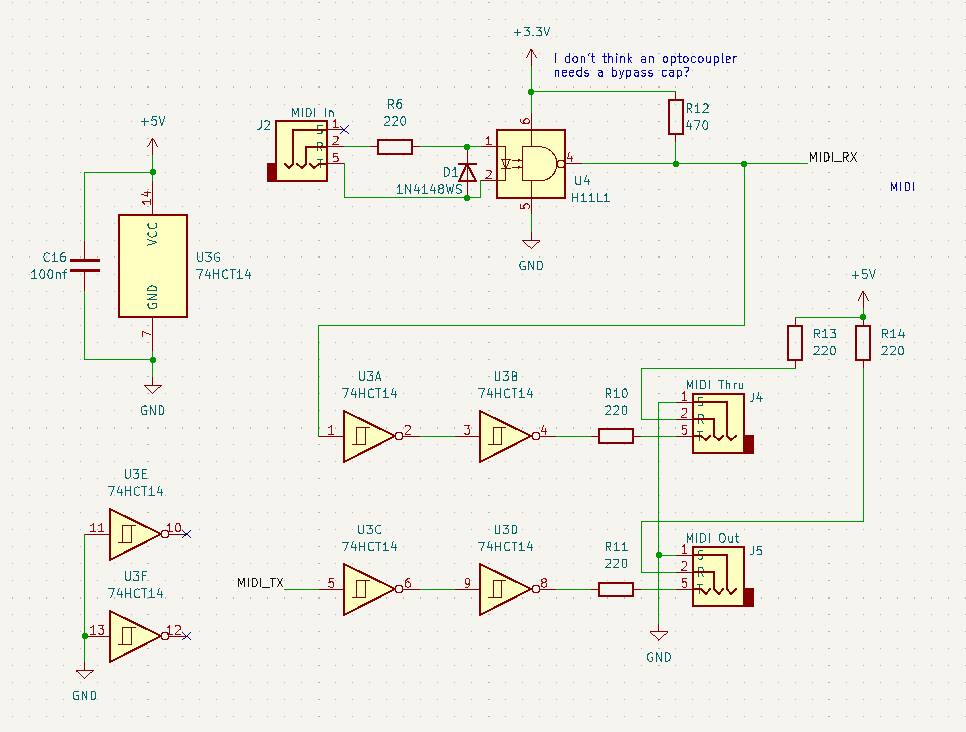 +3.3V
I don't think an optocoupler
needs a bypass cap?
MIDI In
J2
S 1
R 2
T 5
R6
220
D1
1N4148WS
1
2
6
4
5
U4
H11L1
GND
R12
470
MIDI_RX
MIDI
+5V
14
VCC
GND
7
U3G
74HCT14
C16
100nf
GND
+5V
R13
220
R14
220
U3A
74HCT14
1
2
U3B
74HCT14
3
4
R10
220
MIDI Thru
J4
1 S
2 R
5 T
U3E
74HCT14
11
10
U3F
74HCT14
13
12
GND
MIDI_TX
U3C
74HCT14
5
6
U3D
74HCT14
9
8
R11
220
MIDI Out
J5
1 S
2 R
5 T
GND